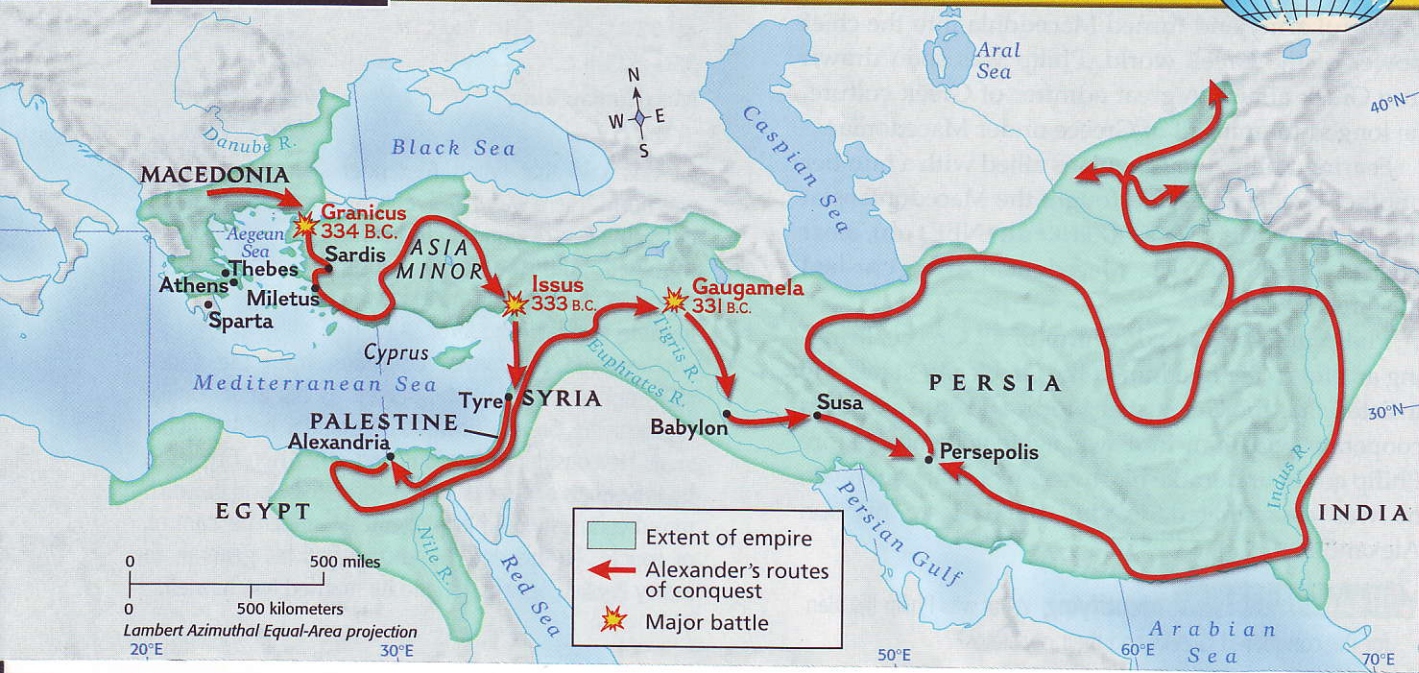 Aral
Sea
40°N
N
W
E
S
Caspian Sea
Danube R.
Black Sea
MACEDONIA
Granicus
334 B.C.
Aegean
Sea
Sardis
ASIA
MINOR
Thebes
Athens
Miletus
Sparta
Issus
333 B.C.
Gaugamela
331 B.C.
Tigris R.
Euphrates R.
Cyprus
Mediterranean Sea
Tyre
SYRIA
PALESTINE
Alexandria
Babylon
Susa
PERSIA
30°N
Persepolis
Indus R.
INDIA
EGYPT
Nile R.
Red Sea
Persian Gulf
Extent of empire
Alexander's routes
of conquest
Major battle
0
500 miles
0
500 kilometers
Lambert Azimuthal Equal-Area projection
Arabian
Sea
20°E
30°E
50°E
60°E
70°E